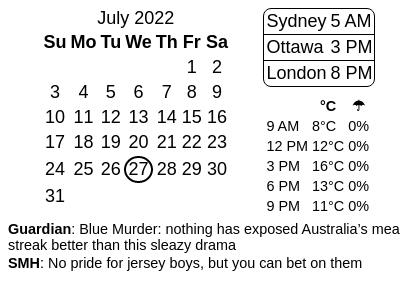 July 2022
Su Mo Tu We Th Fr Sa
1 2
3 4 5 6 7 8 9
10 11 12 13 14 15 16
17 18 19 20 21 22 23
24 25 26 27 28 29 30
31
Sydney 5 AM
Ottawa 3 PM
London 8 PM
°C ☂
9 AM 8°C 0%
12 PM 12°C 0%
3 PM 16°C 0%
6 PM 13°C 0%
9 PM 11°C 0%
Guardian: Blue Murder: nothing has exposed Australia’s mea
streak better than this sleazy drama
SMH: No pride for jersey boys, but you can bet on them